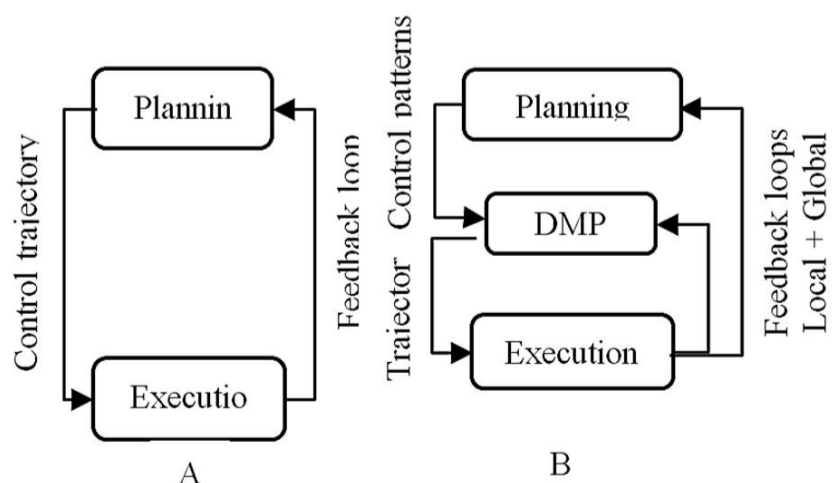 Plannin
Control trajectory
Feedback loop
Executio
A
Control patterns
Planning
DMP
Trajector
Execution
Feedback loops
Local + Global
B